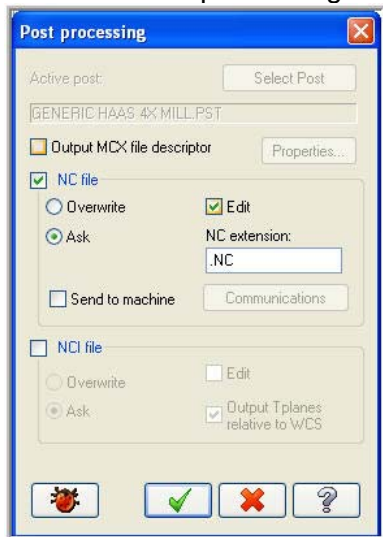 Post processing
Active post: Select Post
GENERIC HAAS 4X MILL.PST
Output MCX file descriptor Properties...
NC file
Overwrite Edit
Ask NC extension:
.NC
Send to machine Communications
NCI file
Overwrite Edit
Ask Output Tplanes
relative to WCS